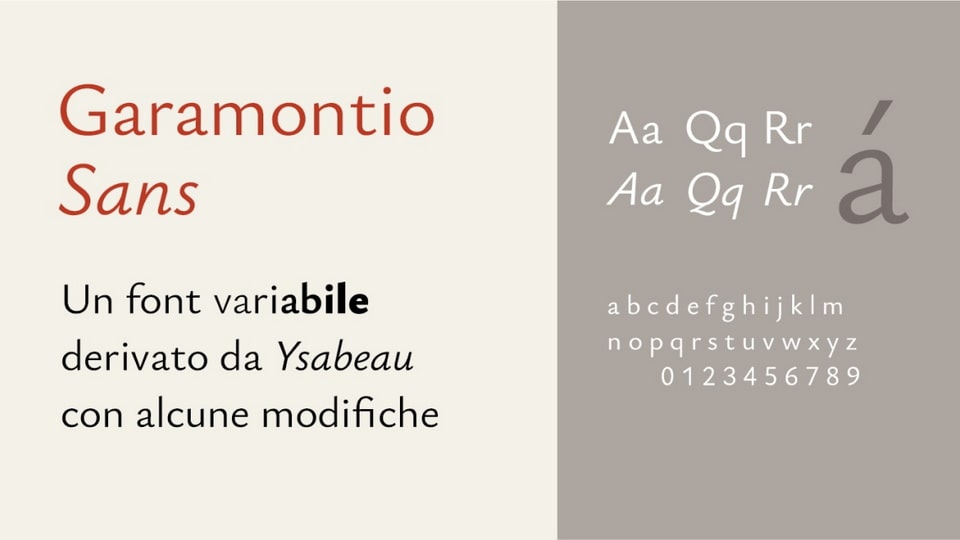 Garamontio
Sans
Un font variabile
derivato da Ysabeau
con alcune modifiche
Aa Qq Rr
Aa Qq Rr
á
a b c d e f g h i j k l m
n o p q r s t u v w x y z
0 1 2 3 4 5 6 7 8 9